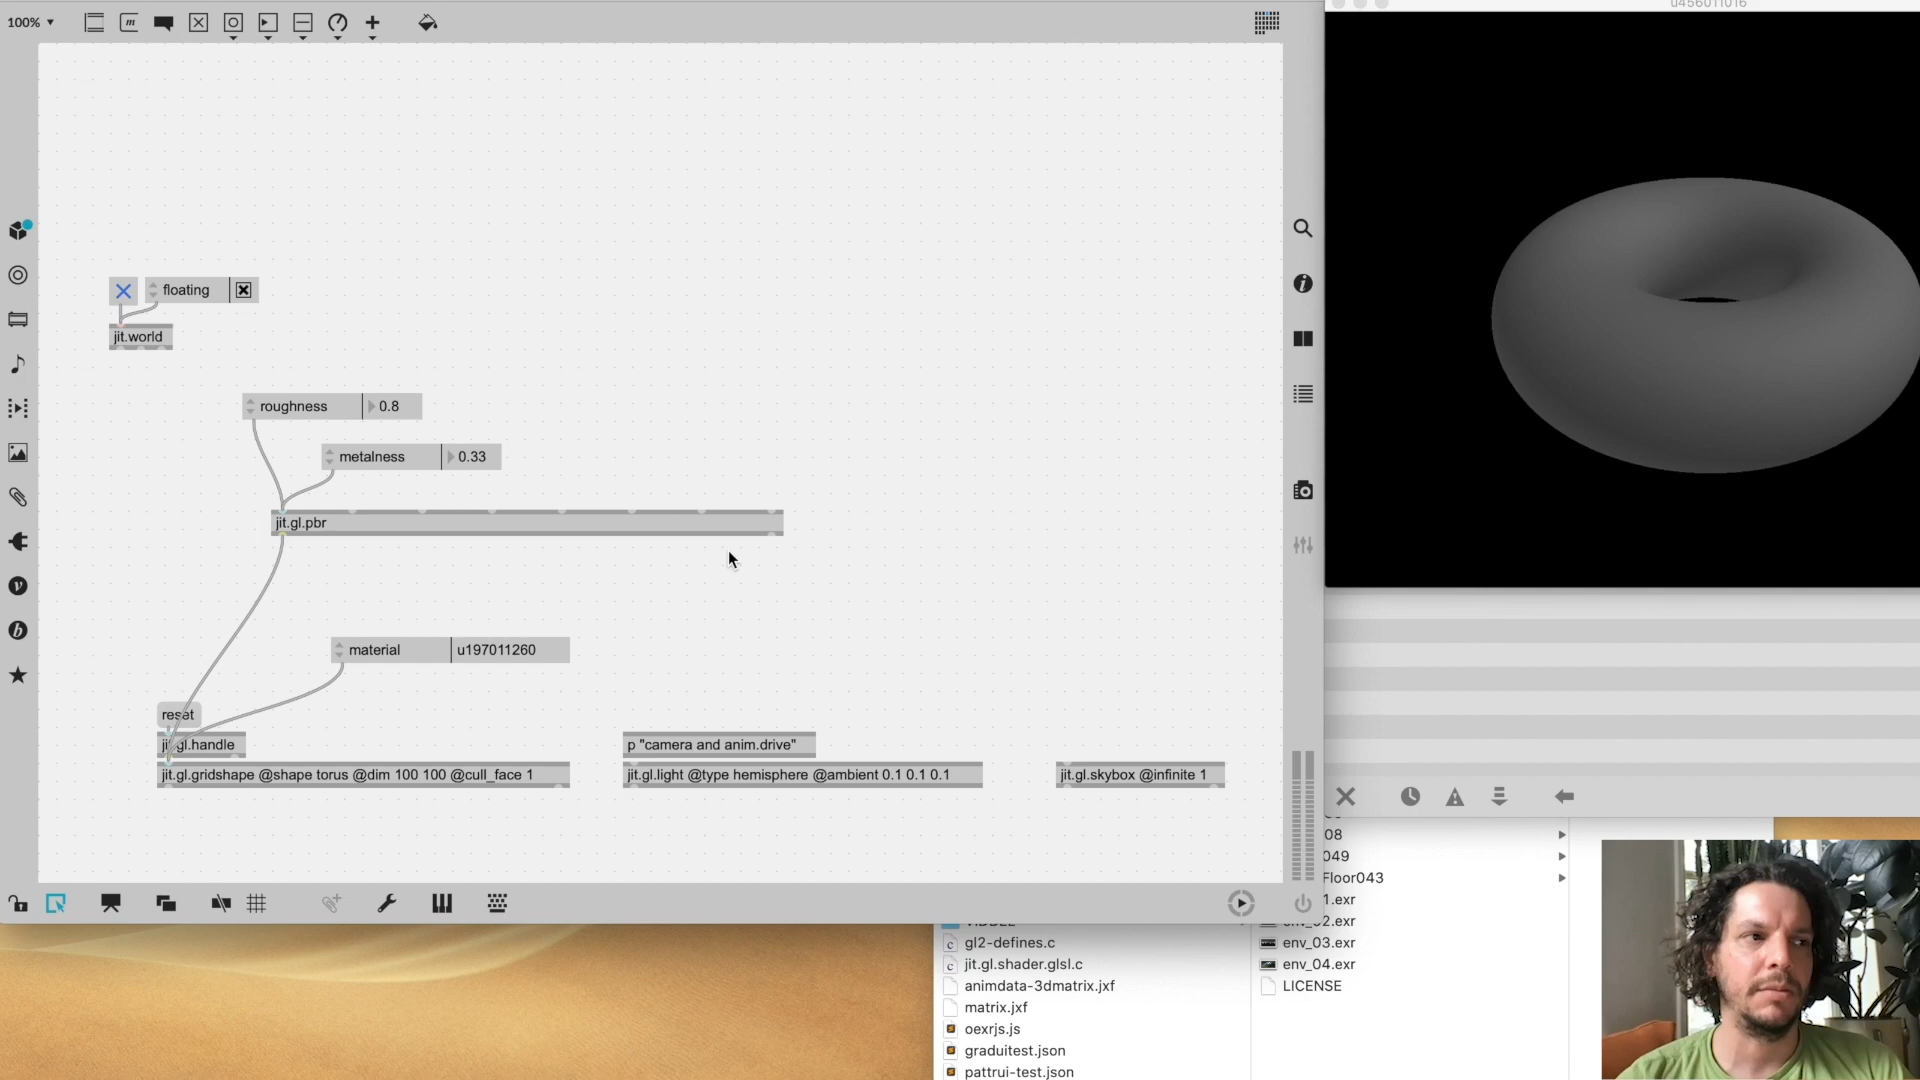 100%
u456011016
floating
jit.world
roughness 0.8
metalness 0.33
jit.gl.pbr
material u197011260
reset
jit.gl.handle
jit.gl.gridshape @shape torus @dim 100 100 @cull_face 1
p "camera and anim.drive"
jit.gl.light @type hemisphere @ambient 0.1 0.1 0.1
jit.gl.skybox @infinite 1
08
049
Floor043
1.exr
env_02.exr
gl2-defines.c
env_03.exr
jit.gl.shader.glsl.c
env_04.exr
animdata-3dmatrix.jxf
LICENSE
matrix.jxf
oexrjs.js
graduitest.json
pattrui-test.json